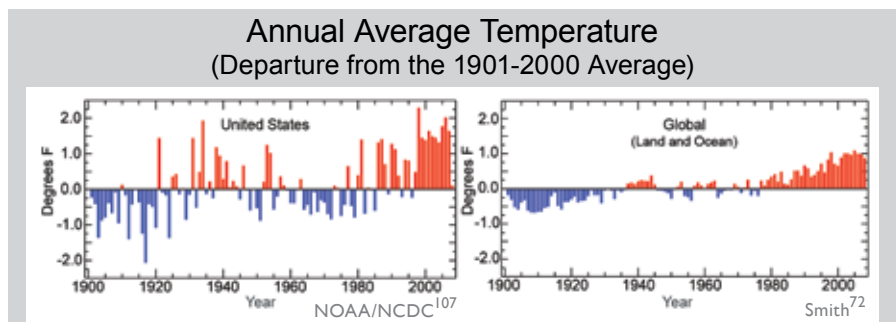 Annual Average Temperature
(Departure from the 1901-2000 Average)
United States
Degrees F
2.0
1.0
0.0
-1.0
-2.0
1900 1920 1940 1960 1980 2000
Year
NOAA/NCDC107
Global
(Land and Ocean)
Degrees F
2.0
1.0
0.0
-1.0
-2.0
1900 1920 1940 1960 1980 2000
Year
Smith72